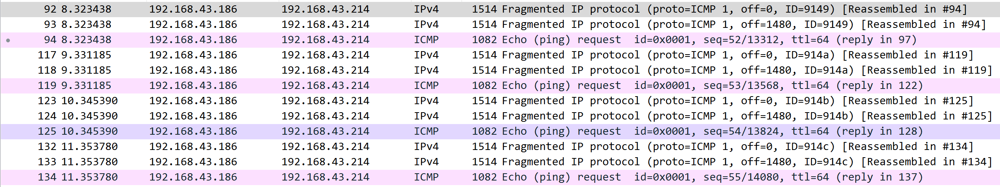 92 8.323438 192.168.43.186 192.168.43.214 IPv4 1514 Fragmented IP protocol (proto=ICMP 1, off=0, ID=9149) [Reassembled in #94]
93 8.323438 192.168.43.186 192.168.43.214 IPv4 1514 Fragmented IP protocol (proto=ICMP 1, off=1480, ID=9149) [Reassembled in #94]
94 8.323438 192.168.43.186 192.168.43.214 ICMP 1082 Echo (ping) request id=0x0001, seq=52/13312, ttl=64 (reply in 97)
117 9.331185 192.168.43.186 192.168.43.214 IPv4 1514 Fragmented IP protocol (proto=ICMP 1, off=0, ID=914a) [Reassembled in #119]
118 9.331185 192.168.43.186 192.168.43.214 IPv4 1514 Fragmented IP protocol (proto=ICMP 1, off=1480, ID=914a) [Reassembled in #119]
119 9.331185 192.168.43.186 192.168.43.214 ICMP 1082 Echo (ping) request id=0x0001, seq=53/13568, ttl=64 (reply in 122)
123 10.345390 192.168.43.186 192.168.43.214 IPv4 1514 Fragmented IP protocol (proto=ICMP 1, off=0, ID=914b) [Reassembled in #125]
124 10.345390 192.168.43.186 192.168.43.214 IPv4 1514 Fragmented IP protocol (proto=ICMP 1, off=1480, ID=914b) [Reassembled in #125]
125 10.345390 192.168.43.186 192.168.43.214 ICMP 1082 Echo (ping) request id=0x0001, seq=54/13824, ttl=64 (reply in 128)
132 11.353780 192.168.43.186 192.168.43.214 IPv4 1514 Fragmented IP protocol (proto=ICMP 1, off=0, ID=914c) [Reassembled in #134]
133 11.353780 192.168.43.186 192.168.43.214 IPv4 1514 Fragmented IP protocol (proto=ICMP 1, off=1480, ID=914c) [Reassembled in #134]
134 11.353780 192.168.43.186 192.168.43.214 ICMP 1082 Echo (ping) request id=0x0001, seq=55/14080, ttl=64 (reply in 137)